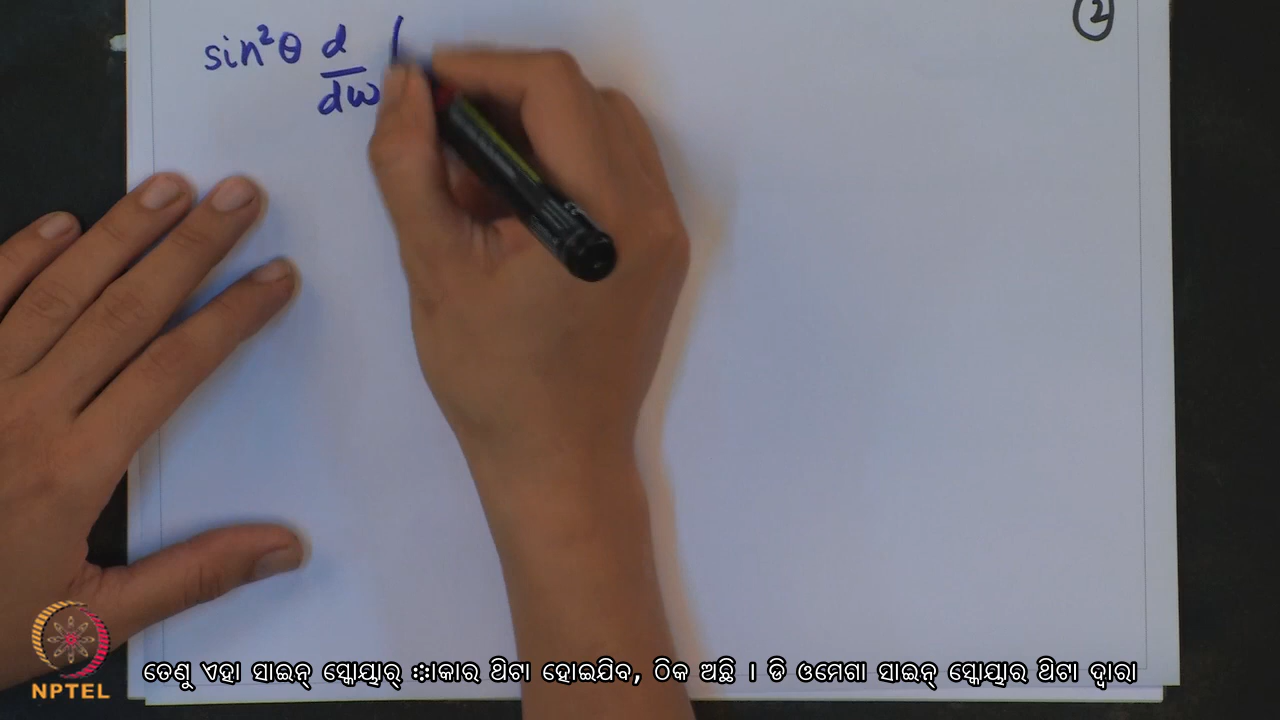 ②
sin²θ d/dω (
ତେଣୁ ଏହା ସାଇନ୍ ସ୍କୋୟାର୍ ଃାକାର ଥିଟା ହୋଇଯିବ, ଠିକ ଅଛି । ଡି ଓମେଗା ସାଇନ୍ ସ୍କୋୟାର ଥିଟା ଦ୍ୱାରା
NPTEL